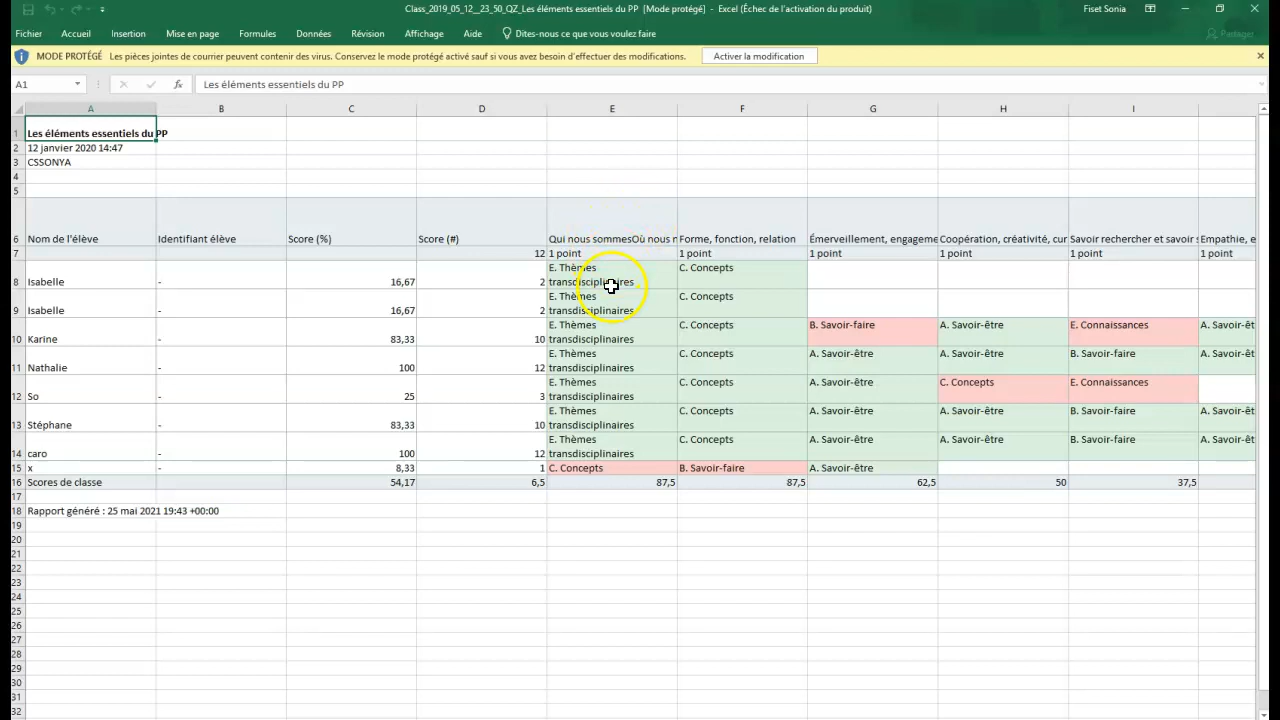 Class_2019_05_12__23_50_QZ_Les éléments essentiels du PP [Mode protégé] - Excel (Échec de l'activation du produit) Fiset Sonia
Fichier Accueil Insertion Mise en page Formules Données Révision Affichage Aide Dites-nous ce que vous voulez faire Partager
MODE PROTÉGÉ Les pièces jointes de courrier peuvent contenir des virus. Conservez le mode protégé activé sauf si vous avez besoin d'effectuer des modifications. Activer la modification
A1 fx Les éléments essentiels du PP
A B C D E F G H I
1 Les éléments essentiels du PP
2 12 janvier 2020 14:47
3 CSSONYA
4
5
6 Nom de l'élève Identifiant élève Score (%) Score (#) Qui nous sommesOù nous n Forme, fonction, relation Émerveillement, engageme Coopération, créativité, cur Savoir rechercher et savoir s Empathie, e
7 12 1 point 1 point 1 point 1 point 1 point 1 point
E. Thèmes C. Concepts
8 Isabelle - 16,67 2 transdisciplinaires
E. Thèmes C. Concepts
9 Isabelle - 16,67 2 transdisciplinaires
E. Thèmes C. Concepts B. Savoir-faire A. Savoir-être E. Connaissances A. Savoir-êt
10 Karine - 83,33 10 transdisciplinaires
E. Thèmes C. Concepts A. Savoir-être A. Savoir-être B. Savoir-faire A. Savoir-êt
11 Nathalie - 100 12 transdisciplinaires
E. Thèmes C. Concepts A. Savoir-être C. Concepts E. Connaissances
12 So - 25 3 transdisciplinaires
E. Thèmes C. Concepts A. Savoir-être A. Savoir-être B. Savoir-faire A. Savoir-êt
13 Stéphane - 83,33 10 transdisciplinaires
E. Thèmes C. Concepts A. Savoir-être A. Savoir-être B. Savoir-faire A. Savoir-êt
14 caro - 100 12 transdisciplinaires
15 x - 8,33 1 C. Concepts B. Savoir-faire A. Savoir-être
16 Scores de classe 54,17 6,5 87,5 87,5 62,5 50 37,5
17
18 Rapport généré : 25 mai 2021 19:43 +00:00
19
20
21
22
23
24
25
26
27
28
29
30
31
32